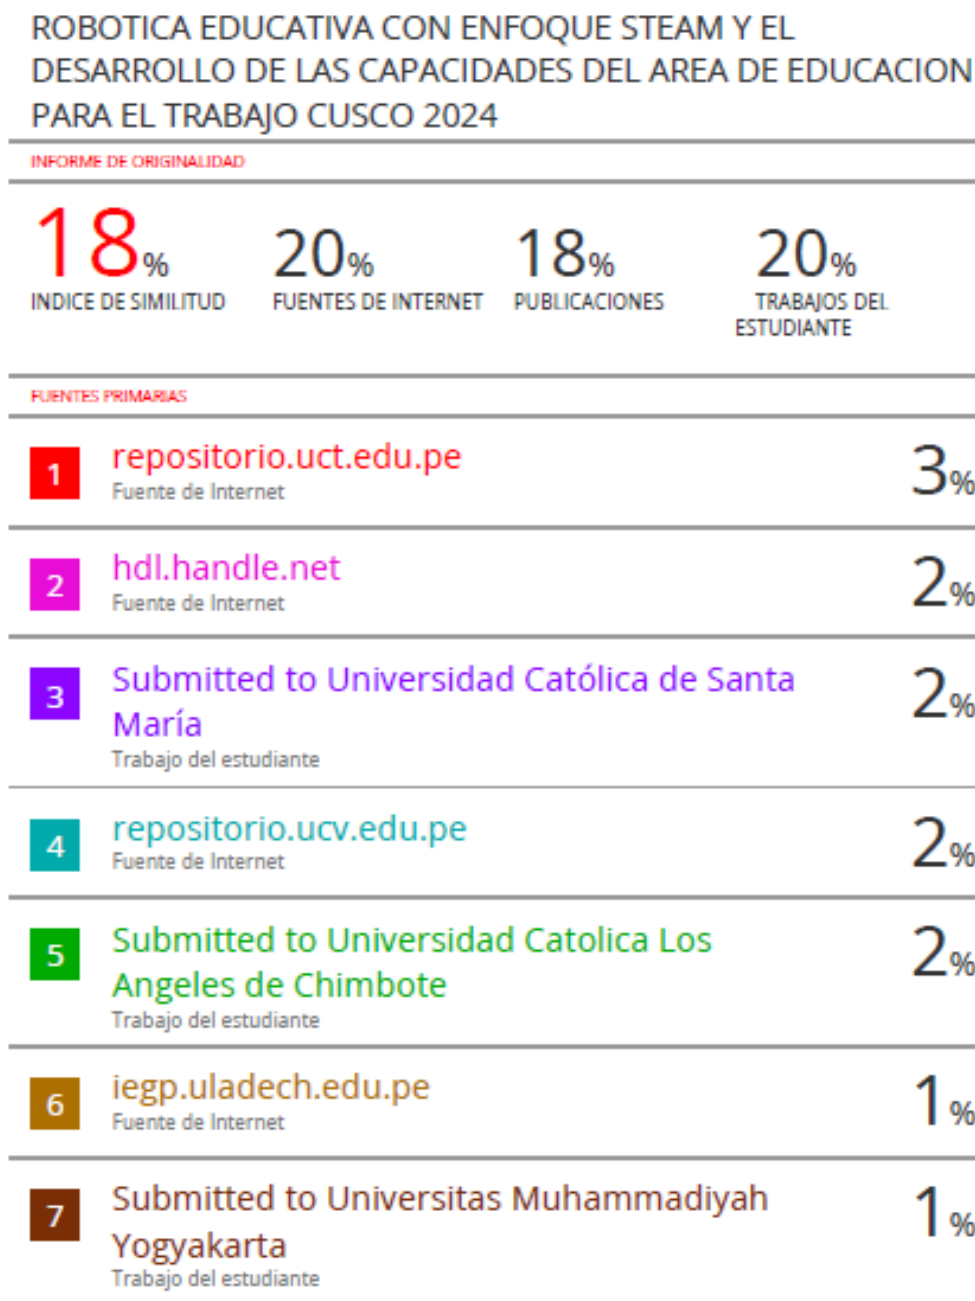 ROBOTICA EDUCATIVA CON ENFOQUE STEAM Y EL
DESARROLLO DE LAS CAPACIDADES DEL AREA DE EDUCACION
PARA EL TRABAJO CUSCO 2024
INFORME DE ORIGINALIDAD
18% 20% 18% 20%
INDICE DE SIMILITUD FUENTES DE INTERNET PUBLICACIONES TRABAJOS DEL
ESTUDIANTE
FUENTES PRIMARIAS
1 repositorio.uct.edu.pe 3%
Fuente de Internet
2 hdl.handle.net 2%
Fuente de Internet
3 Submitted to Universidad Católica de Santa 2%
María
Trabajo del estudiante
4 repositorio.ucv.edu.pe 2%
Fuente de Internet
5 Submitted to Universidad Catolica Los 2%
Angeles de Chimbote
Trabajo del estudiante
6 iegp.uladech.edu.pe 1%
Fuente de Internet
7 Submitted to Universitas Muhammadiyah 1%
Yogyakarta
Trabajo del estudiante